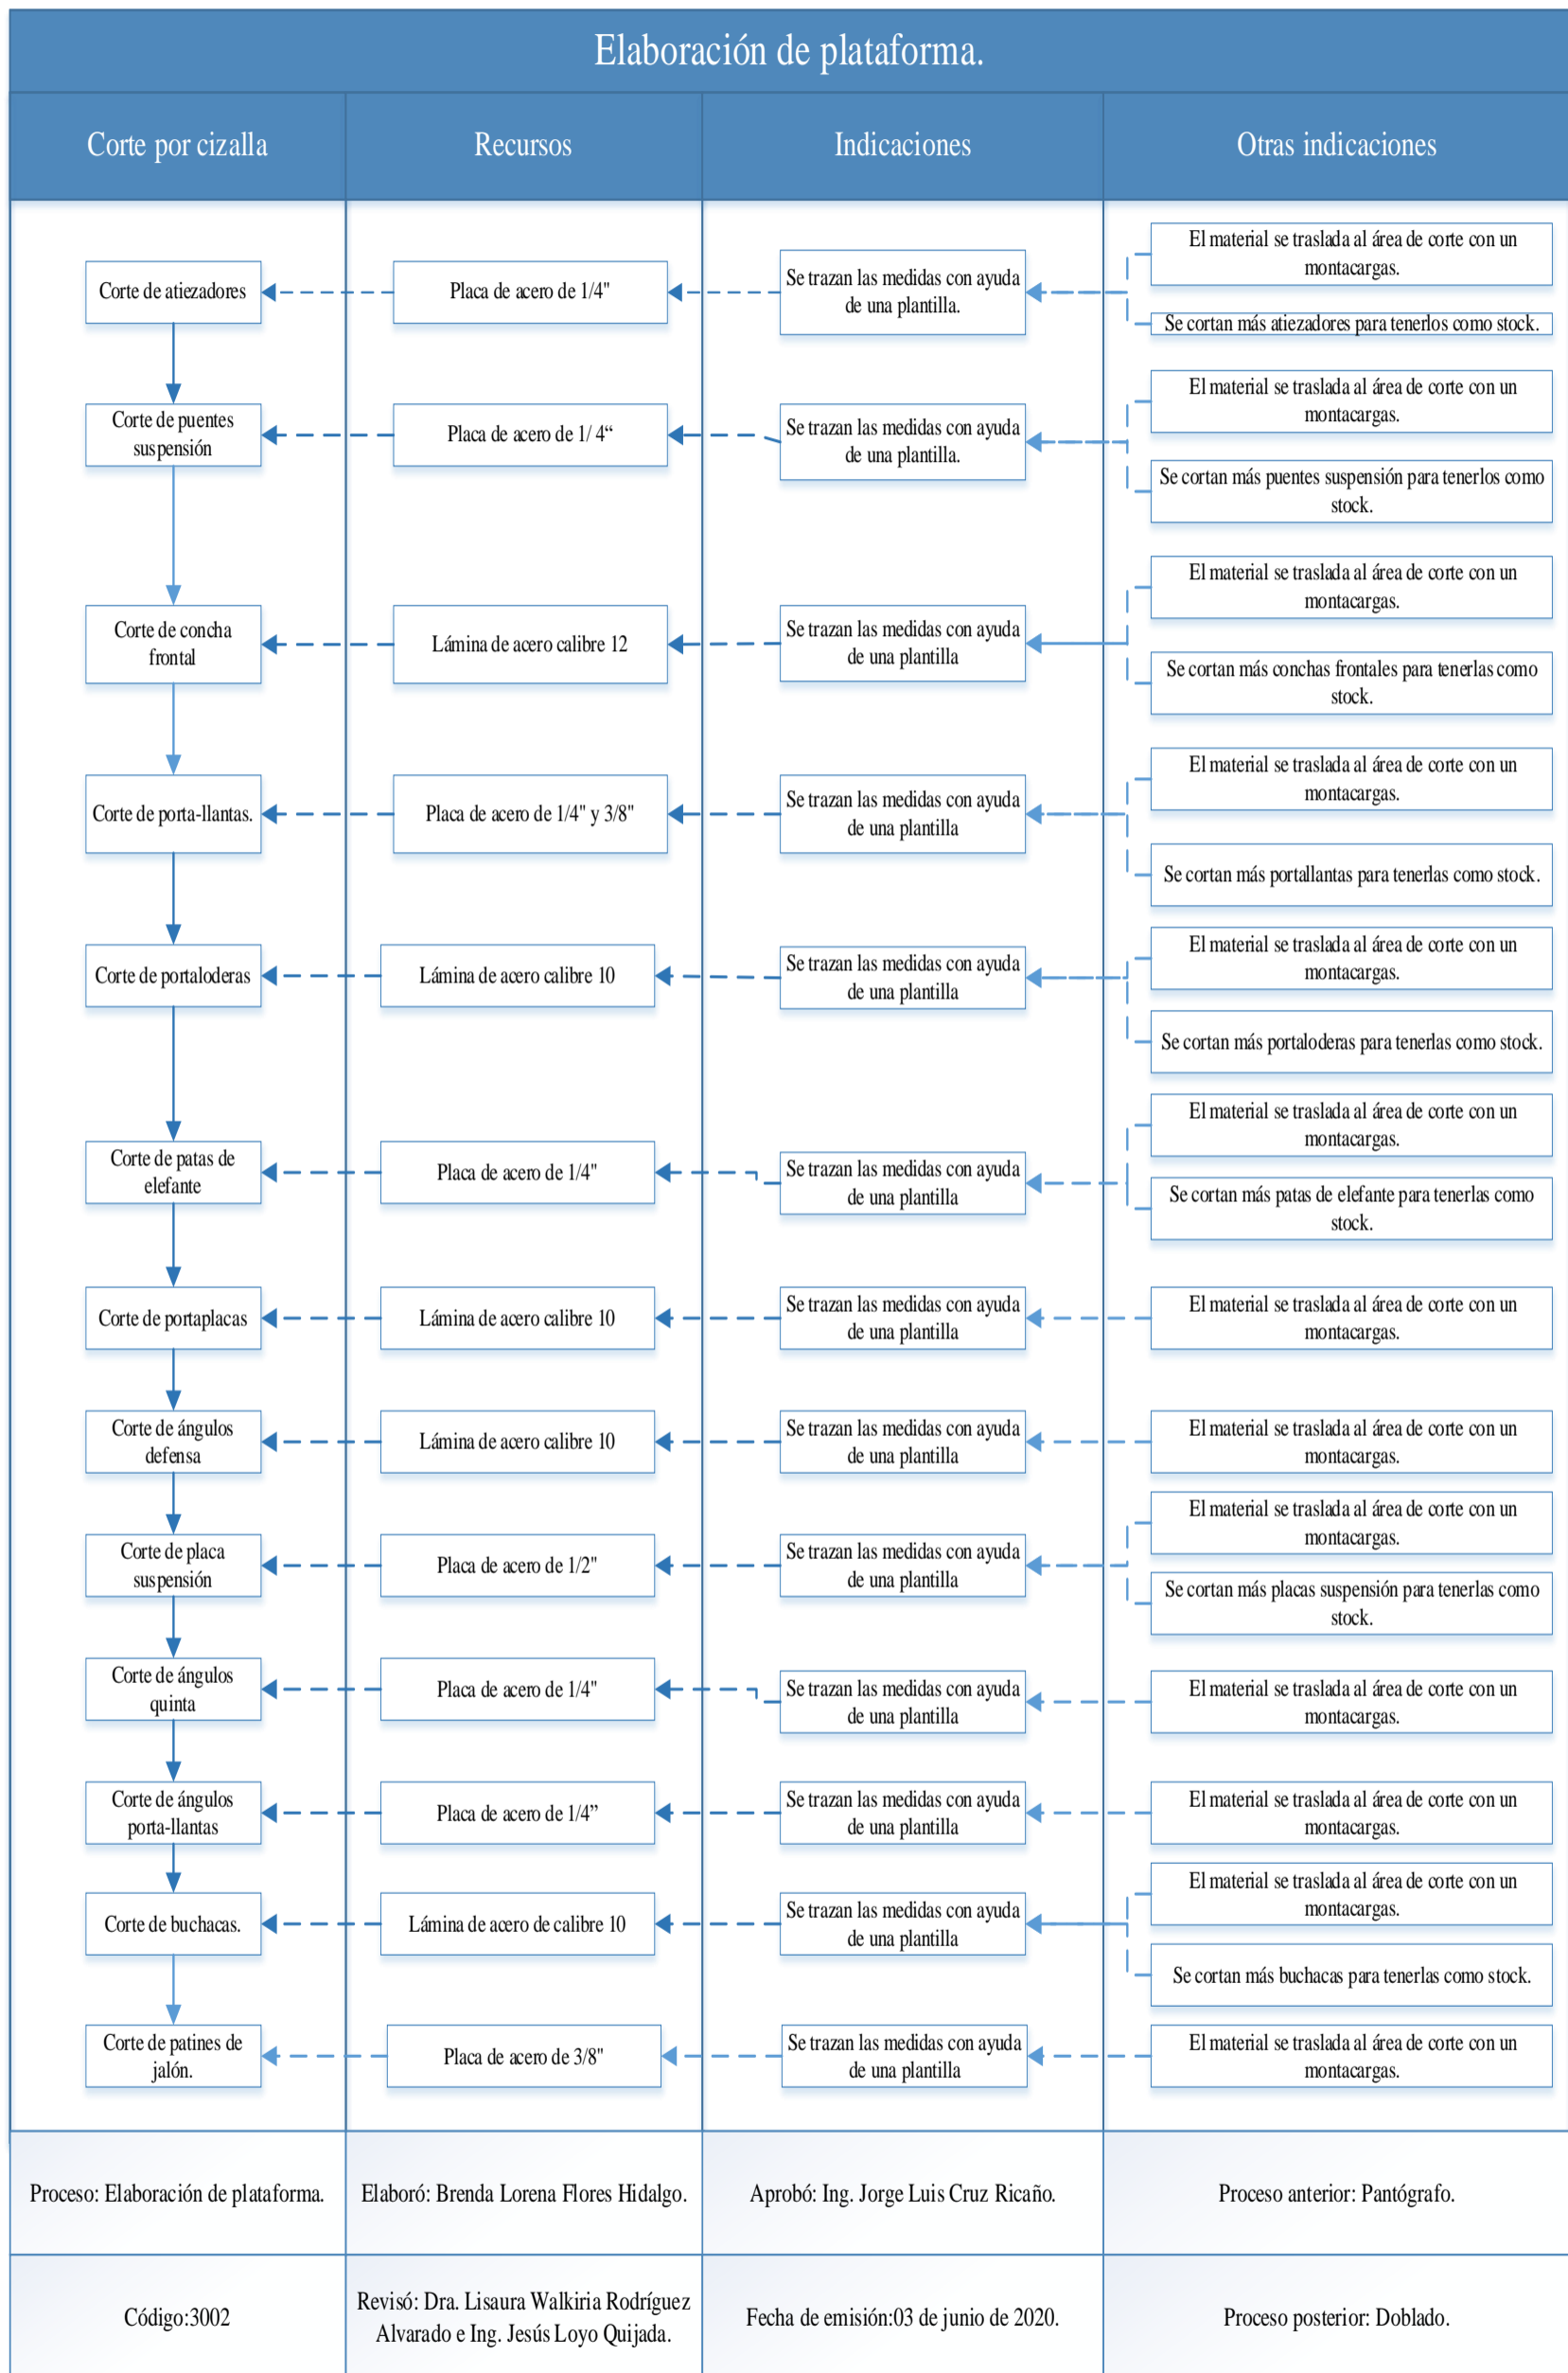 Elaboración de plataforma.
Corte por cizalla
Recursos
Indicaciones
Otras indicaciones
Corte de atiezadores
Placa de acero de 1/4"
Se trazan las medidas con ayuda
de una plantilla.
El material se traslada al área de corte con un
montacargas.
Se cortan más atiezadores para tenerlos como stock.
Corte de puentes
suspensión
Placa de acero de 1/ 4“
Se trazan las medidas con ayuda
de una plantilla.
El material se traslada al área de corte con un
montacargas.
Se cortan más puentes suspensión para tenerlos como
stock.
Corte de concha
frontal
Lámina de acero calibre 12
Se trazan las medidas con ayuda
de una plantilla
El material se traslada al área de corte con un
montacargas.
Se cortan más conchas frontales para tenerlas como
stock.
Corte de porta-llantas.
Placa de acero de 1/4" y 3/8"
Se trazan las medidas con ayuda
de una plantilla
El material se traslada al área de corte con un
montacargas.
Se cortan más portallantas para tenerlas como stock.
Corte de portaloderas
Lámina de acero calibre 10
Se trazan las medidas con ayuda
de una plantilla
El material se traslada al área de corte con un
montacargas.
Se cortan más portaloderas para tenerlas como stock.
Corte de patas de
elefante
Placa de acero de 1/4"
Se trazan las medidas con ayuda
de una plantilla
El material se traslada al área de corte con un
montacargas.
Se cortan más patas de elefante para tenerlas como
stock.
Corte de portaplacas
Lámina de acero calibre 10
Se trazan las medidas con ayuda
de una plantilla
El material se traslada al área de corte con un
montacargas.
Corte de ángulos
defensa
Lámina de acero calibre 10
Se trazan las medidas con ayuda
de una plantilla
El material se traslada al área de corte con un
montacargas.
Corte de placa
suspensión
Placa de acero de 1/2"
Se trazan las medidas con ayuda
de una plantilla
El material se traslada al área de corte con un
montacargas.
Se cortan más placas suspensión para tenerlas como
stock.
Corte de ángulos
quinta
Placa de acero de 1/4"
Se trazan las medidas con ayuda
de una plantilla
El material se traslada al área de corte con un
montacargas.
Corte de ángulos
porta-llantas
Placa de acero de 1/4”
Se trazan las medidas con ayuda
de una plantilla
El material se traslada al área de corte con un
montacargas.
Corte de buchacas.
Lámina de acero de calibre 10
Se trazan las medidas con ayuda
de una plantilla
El material se traslada al área de corte con un
montacargas.
Se cortan más buchacas para tenerlas como stock.
Corte de patines de
jalón.
Placa de acero de 3/8"
Se trazan las medidas con ayuda
de una plantilla
El material se traslada al área de corte con un
montacargas.
Proceso: Elaboración de plataforma.
Elaboró: Brenda Lorena Flores Hidalgo.
Aprobó: Ing. Jorge Luis Cruz Ricaño.
Proceso anterior: Pantógrafo.
Código:3002
Revisó: Dra. Lisaura Walkiria Rodríguez
Alvarado e Ing. Jesús Loyo Quijada.
Fecha de emisión:03 de junio de 2020.
Proceso posterior: Doblado.